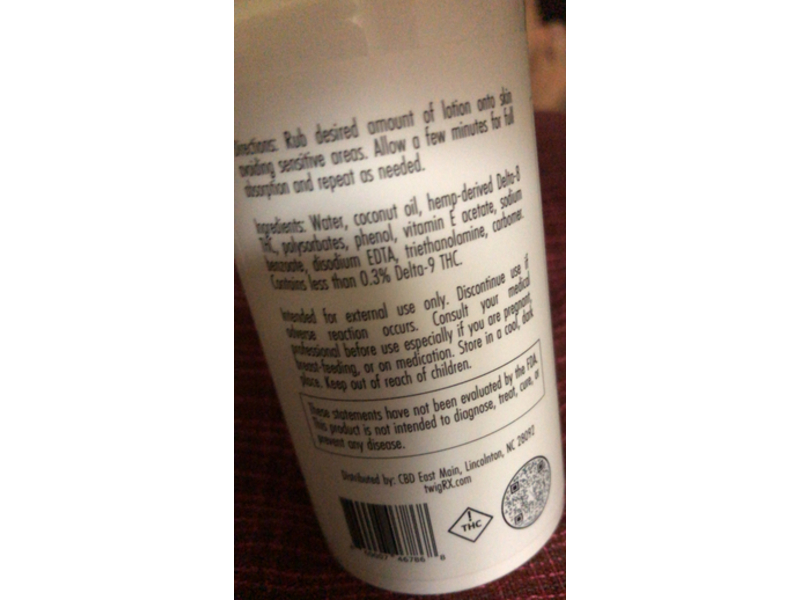 Directions: Rub desired amount of lotion onto skin
avoiding sensitive areas. Allow a few minutes for full
absorption and repeat as needed.
Ingredients: Water, coconut oil, hemp-derived Delta-8
THC, polysorbates, phenol, vitamin E acetate, sodium
benzoate, disodium EDTA, triethanolamine, carbomer.
Contains less than 0.3% Delta-9 THC.
Intended for external use only. Discontinue use if
adverse reaction occurs. Consult your medical
professional before use especially if you are pregnant,
breast-feeding, or on medication. Store in a cool, dark
place. Keep out of reach of children.
These statements have not been evaluated by the FDA.
This product is not intended to diagnose, treat, cure, or
prevent any disease.
Distributed by: CBD East Main, Lincolnton, NC 28092
twigRX.com
!
THC
46766